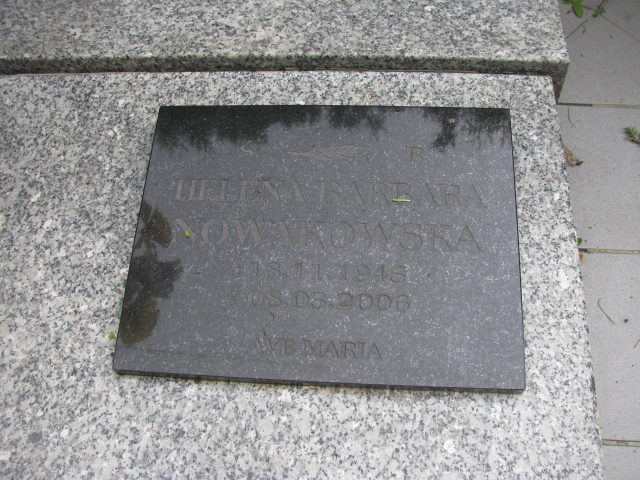 Ś P
HELENA BARBARA
NOWAKOWSKA
* 18.11.1946
08.03.2006
AVE MARIA